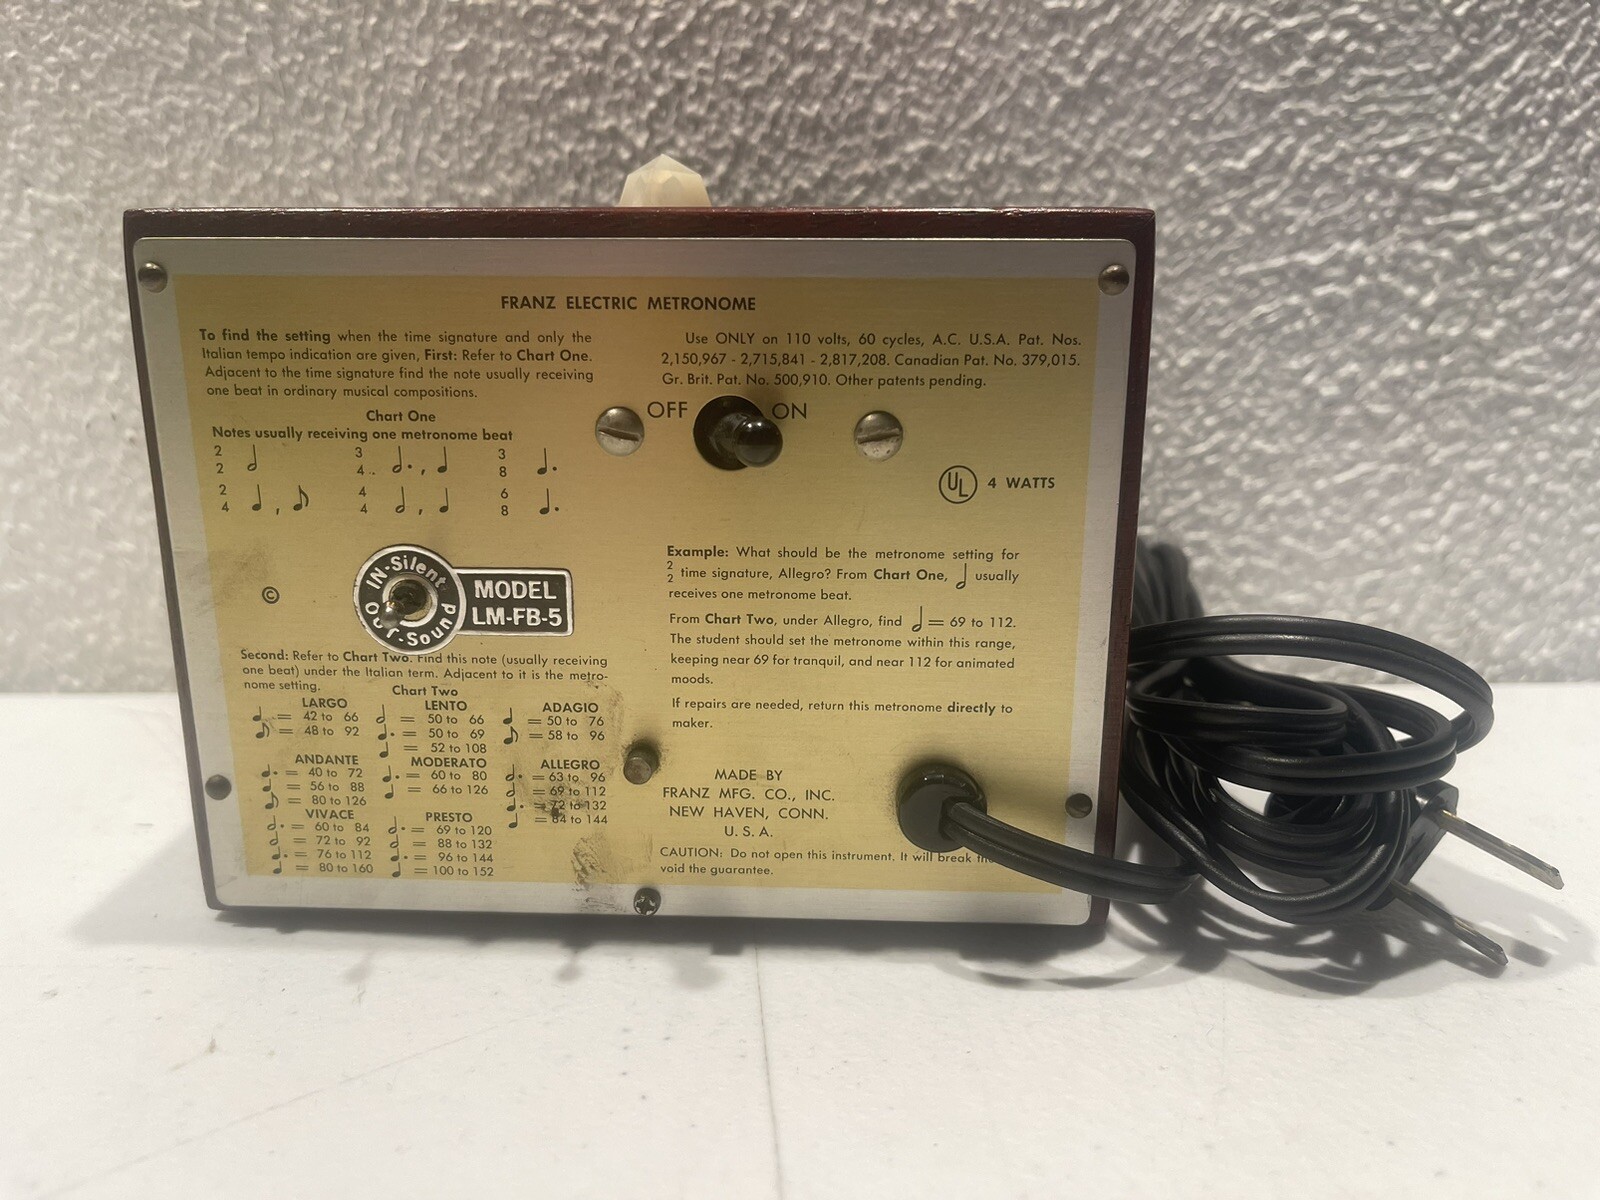 FRANZ ELECTRIC METRONOME
To find the setting when the time signature and only the
Italian tempo indication are given, First: Refer to Chart One.
Adjacent to the time signature find the note usually receiving
one beat in ordinary musical compositions.
Chart One
Notes usually receiving one metronome beat
2 3 3
2 4 8
2 4 6
4 4 8
Use ONLY on 110 volts, 60 cycles, A.C. U.S.A. Pat. Nos.
2,150,967 - 2,715,841 - 2,817,208. Canadian Pat. No. 379,015.
Gr. Brit. Pat. No. 500,910. Other patents pending.
OFF ON
UL 4 WATTS
©
IN-Silent
OUT-Sound
MODEL
LM-FB-5
Second: Refer to Chart Two. Find this note (usually receiving
one beat) under the Italian term. Adjacent to it is the metro-
nome setting.
Chart Two
LARGO
= 42 to 66
= 48 to 92
LENTO
= 50 to 66
= 50 to 69
= 52 to 108
ADAGIO
= 50 to 76
= 58 to 96
ANDANTE
= 40 to 72
= 56 to 88
= 80 to 126
MODERATO
= 60 to 80
= 66 to 126
ALLEGRO
= 63 to 96
= 69 to 112
= 72 to 132
= 84 to 144
VIVACE
= 60 to 84
= 72 to 92
= 76 to 112
= 80 to 160
PRESTO
= 69 to 120
= 88 to 132
= 96 to 144
= 100 to 152
Example: What should be the metronome setting for
2/2 time signature, Allegro? From Chart One, usually
receives one metronome beat.
From Chart Two, under Allegro, find = 69 to 112.
The student should set the metronome within this range,
keeping near 69 for tranquil, and near 112 for animated
moods.
If repairs are needed, return this metronome directly to
maker.
MADE BY
FRANZ MFG. CO., INC.
NEW HAVEN, CONN.
U. S. A.
CAUTION: Do not open this instrument. It will break
void the guarantee.